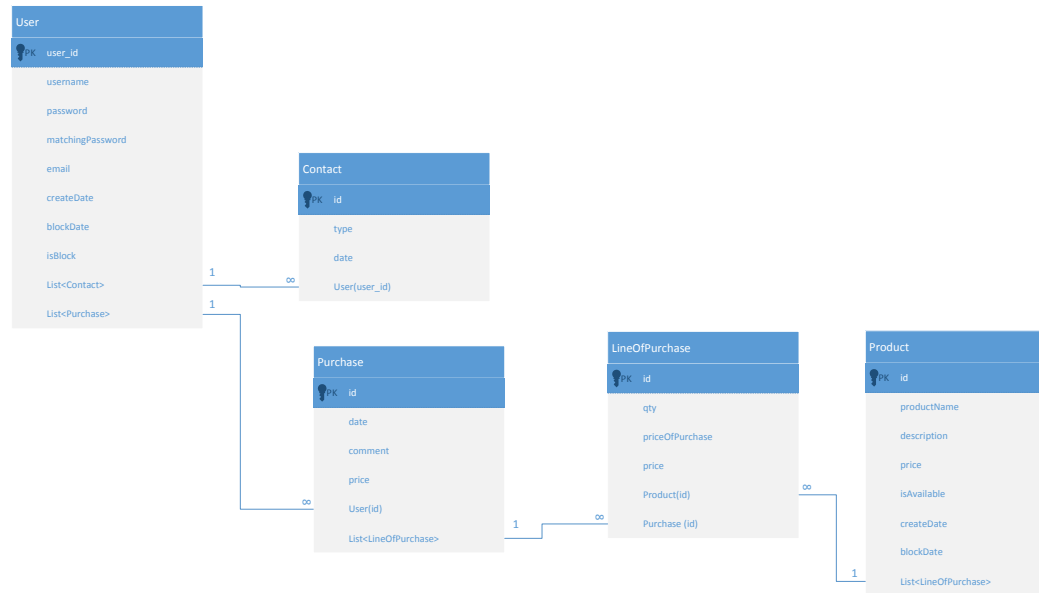 User
PK user_id
username
password
matchingPassword
email
createDate
blockDate
isBlock
List<Contact>
List<Purchase>
1
∞
1
Contact
PK id
type
date
User(user_id)
Purchase
PK id
date
comment
price
User(id)
List<LineOfPurchase>
∞
1
∞
LineOfPurchase
PK id
qty
priceOfPurchase
price
Product(id)
Purchase (id)
∞
1
Product
PK id
productName
description
price
isAvailable
createDate
blockDate
List<LineOfPurchase>